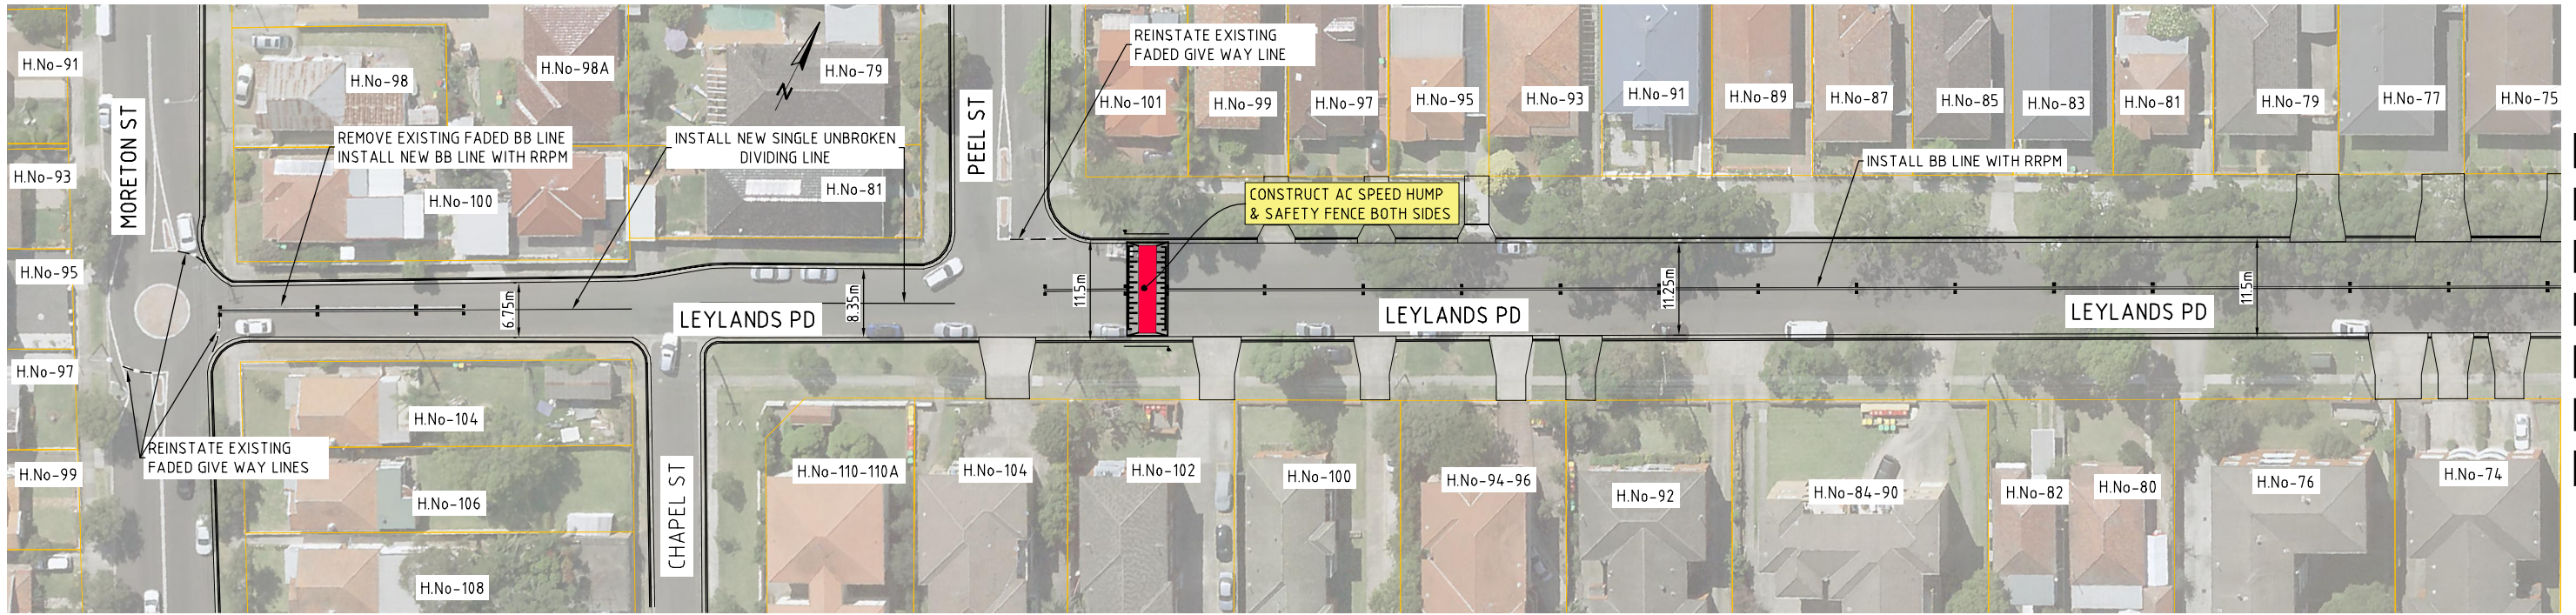 H.No-91
H.No-98
H.No-98A
H.No-79
REINSTATE EXISTING
FADED GIVE WAY LINE
H.No-101
H.No-99
H.No-97
H.No-95
H.No-93
H.No-91
H.No-89
H.No-87
H.No-85
H.No-83
H.No-81
H.No-79
H.No-77
H.No-75
MORETON ST
N
PEEL ST
REMOVE EXISTING FADED BB LINE
INSTALL NEW BB LINE WITH RRPM
INSTALL NEW SINGLE UNBROKEN
DIVIDING LINE
INSTALL BB LINE WITH RRPM
H.No-93
H.No-100
H.No-81
CONSTRUCT AC SPEED HUMP
& SAFETY FENCE BOTH SIDES
H.No-95
6.75m
8.35m
11.5m
11.25m
11.5m
LEYLANDS PD
LEYLANDS PD
LEYLANDS PD
H.No-97
H.No-104
REINSTATE EXISTING
FADED GIVE WAY LINES
H.No-99
H.No-106
H.No-108
CHAPEL ST
H.No-110-110A
H.No-104
H.No-102
H.No-100
H.No-94-96
H.No-92
H.No-84-90
H.No-82
H.No-80
H.No-76
H.No-74